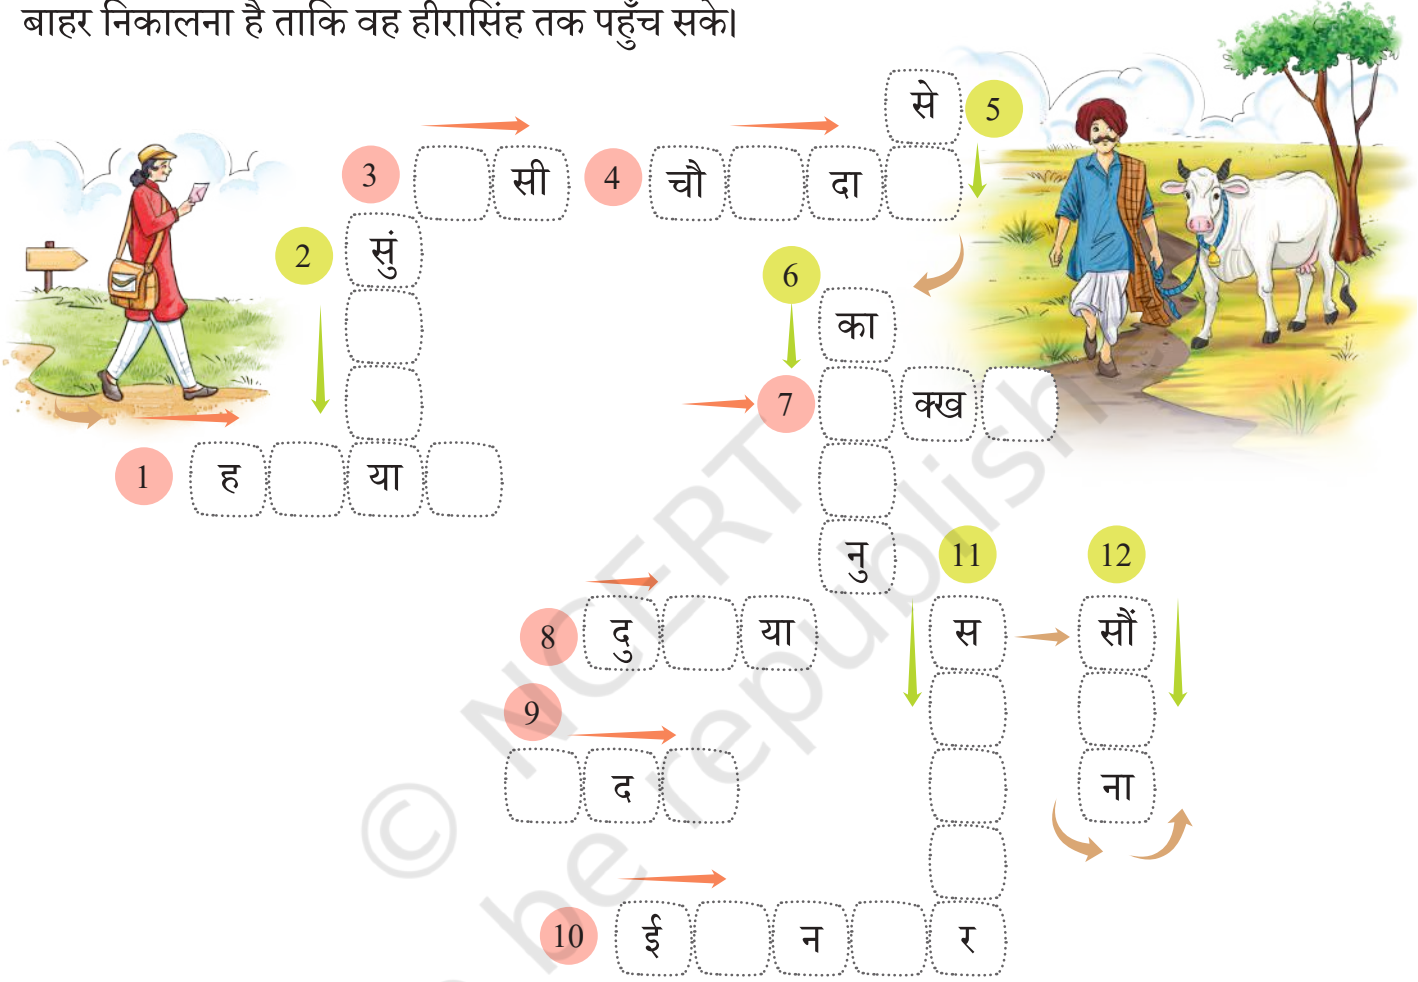 बाहर निकालना है ताकि वह हीरासिंह तक पहुँच सके।
से 5
3 सी 4 चौ दा
2 सुं
6
का
7 क्ख
1 ह या
नु 11 12
8 दु या स सौं
9
द ना
10 ई न र
© NCERT
be republished